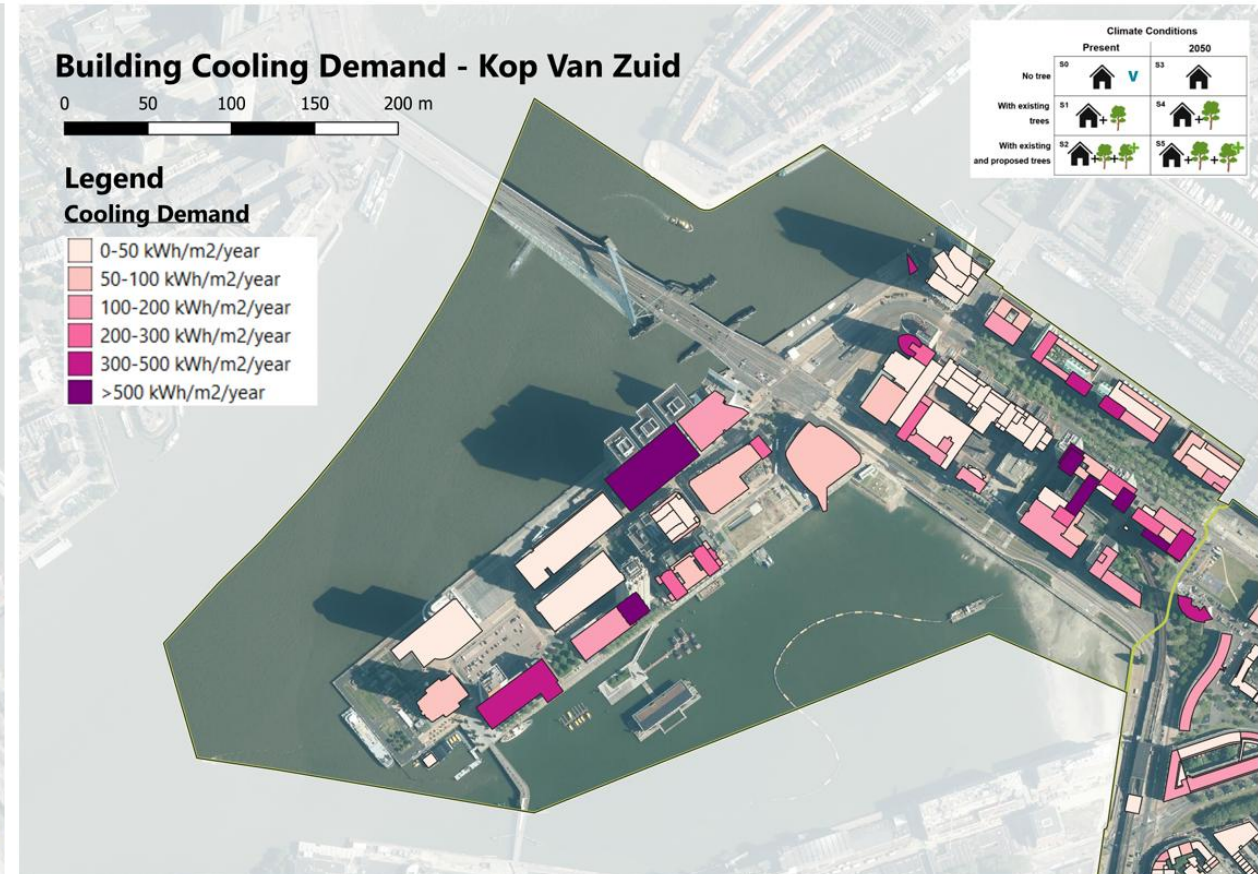 Building Cooling Demand - Kop Van Zuid
0 50 100 150 200 m
Legend
Cooling Demand
0-50 kWh/m2/year
50-100 kWh/m2/year
100-200 kWh/m2/year
200-300 kWh/m2/year
300-500 kWh/m2/year
>500 kWh/m2/year
Climate Conditions
Present 2050
No tree S0 V S3
With existing S1 + S4 +
trees
With existing S2 + + + S5 + + +
and proposed trees